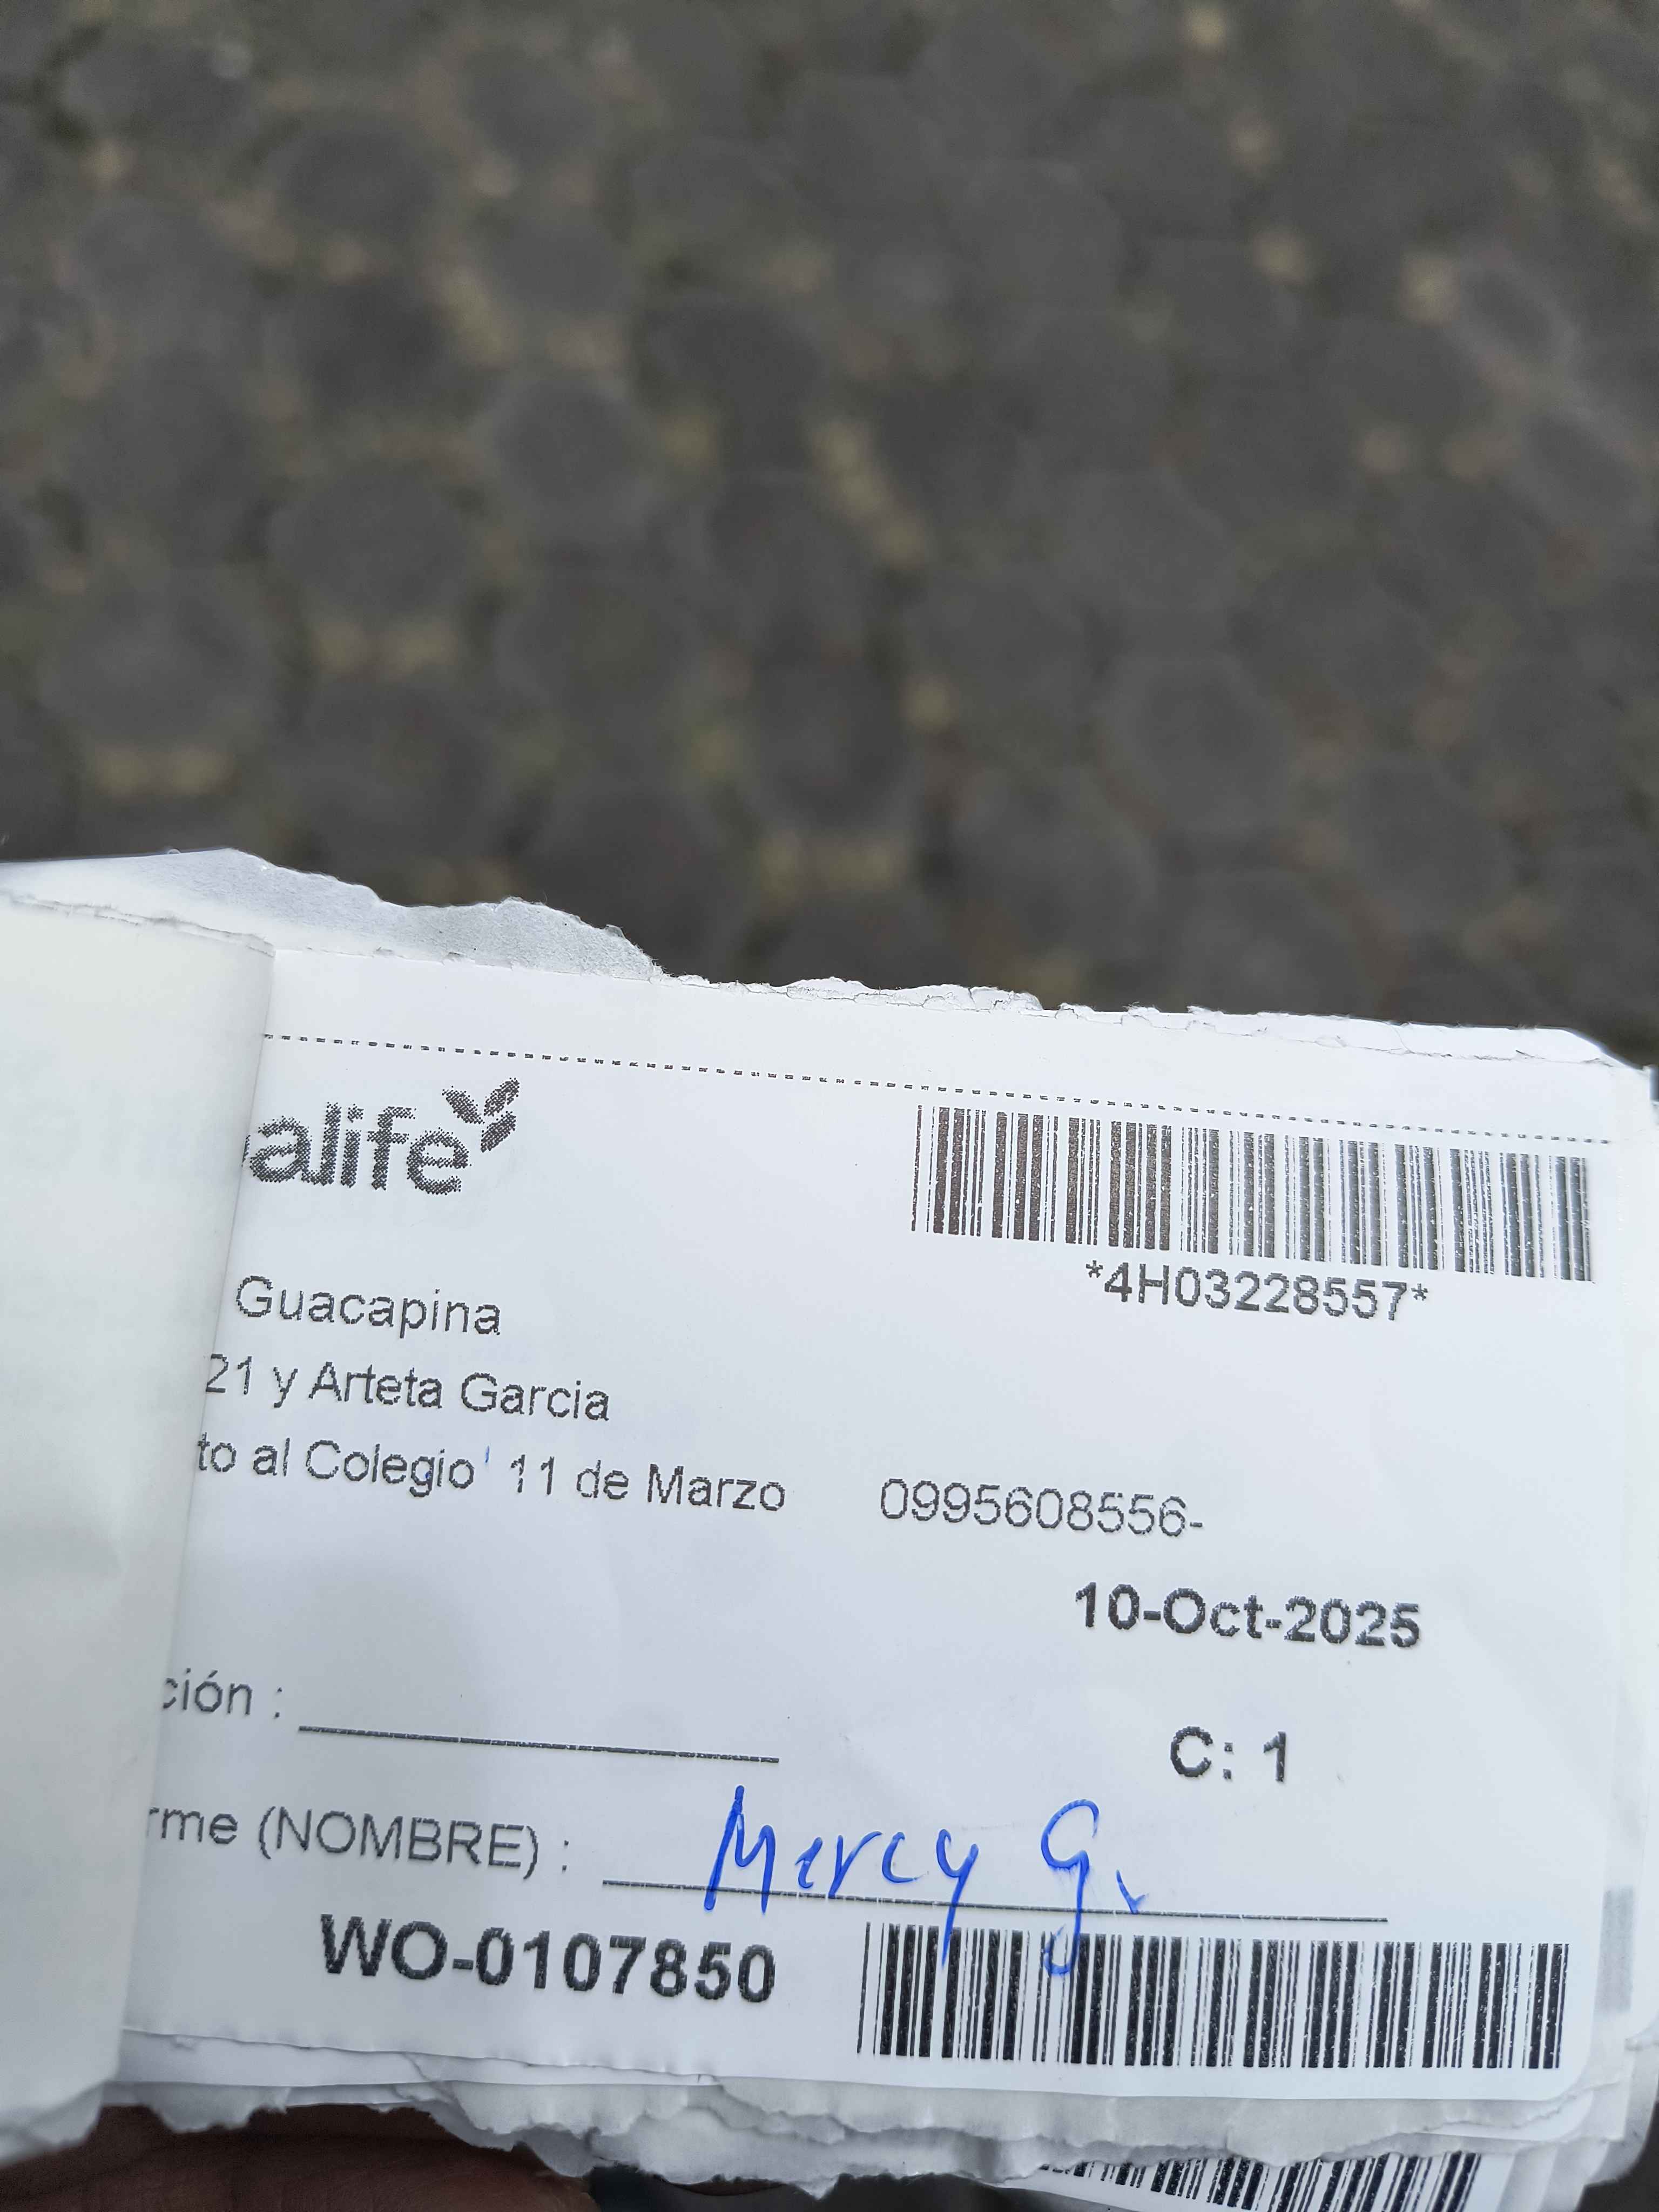 alife
*4H03228557*
Guacapina
21 y Arteta Garcia
to al Colegio 11 de Marzo 0995608556-
10-Oct-2025
ción :
C: 1
rme (NOMBRE) : Mercy G.
WO-0107850